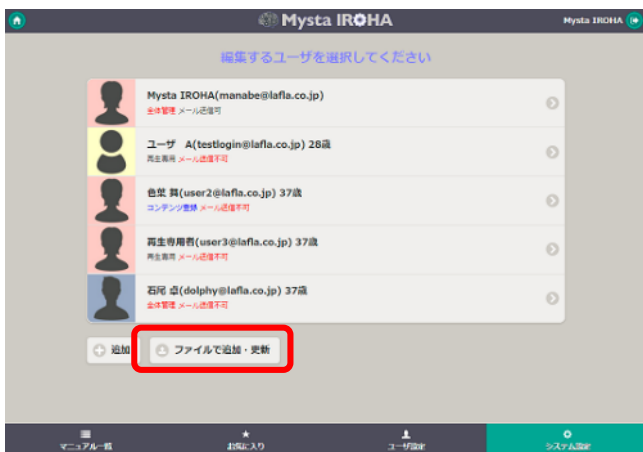 Mysta IROHA
Mysta IROHA
編集するユーザを選択してください
Mysta IROHA(manabe@lafla.co.jp)
全体管理 メール送信可
ユーザ A(testlogin@lafla.co.jp) 28歳
再生専用 メール送信不可
色葉 舞(user2@lafla.co.jp) 37歳
コンテンツ登録 メール送信不可
再生専用者(user3@lafla.co.jp) 37歳
再生専用 メール送信不可
石尾 卓(dolphy@lafla.co.jp) 37歳
全体管理 メール送信不可
追加
ファイルで追加・更新
マニュアル一覧
お気に入り
ユーザ設定
システム設定